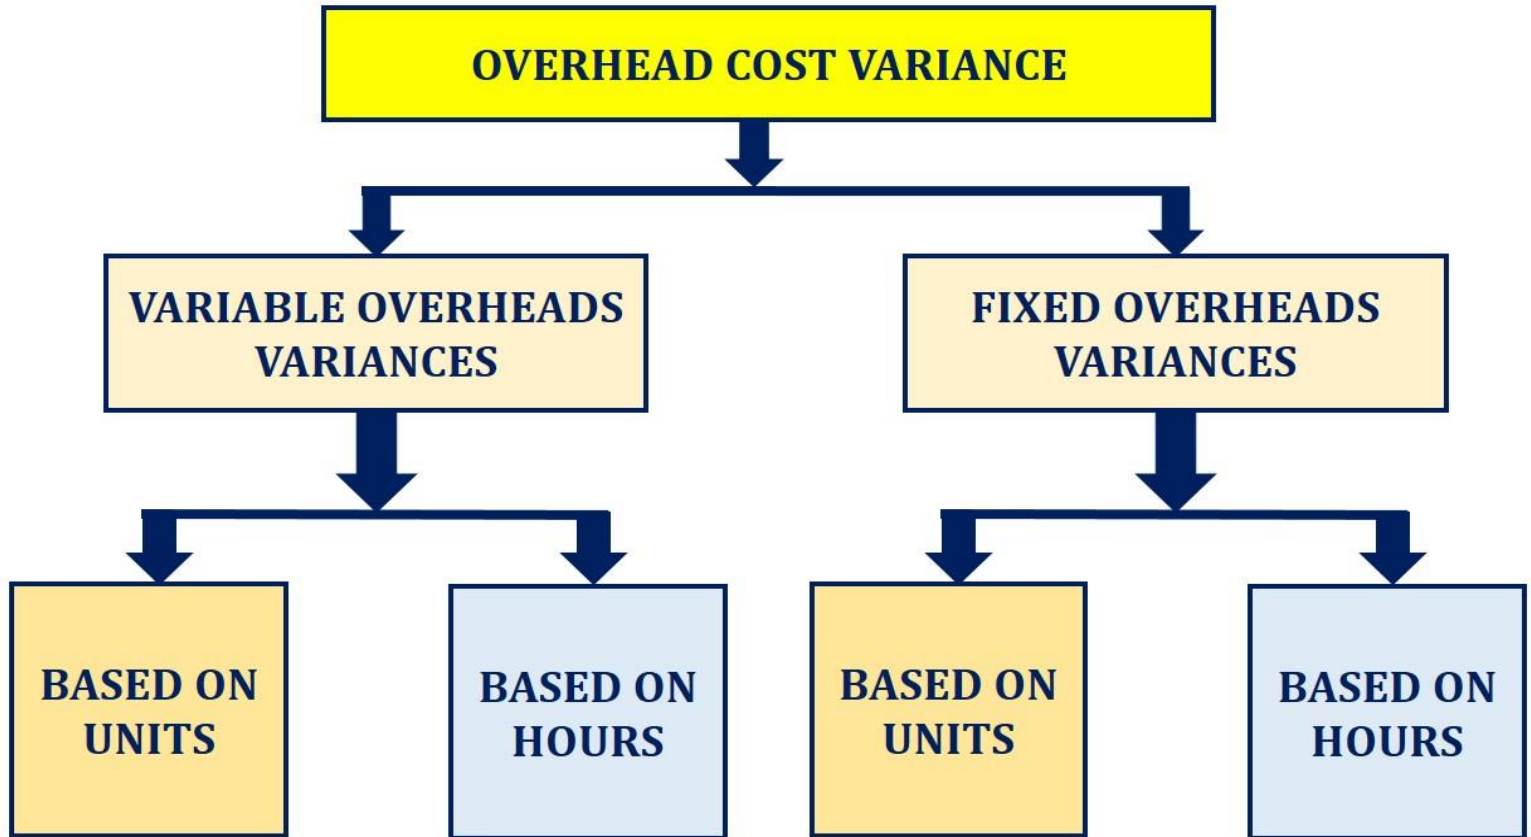 OVERHEAD COST VARIANCE
VARIABLE OVERHEADS
VARIANCES
FIXED OVERHEADS
VARIANCES
BASED ON
UNITS
BASED ON
HOURS
BASED ON
UNITS
BASED ON
HOURS